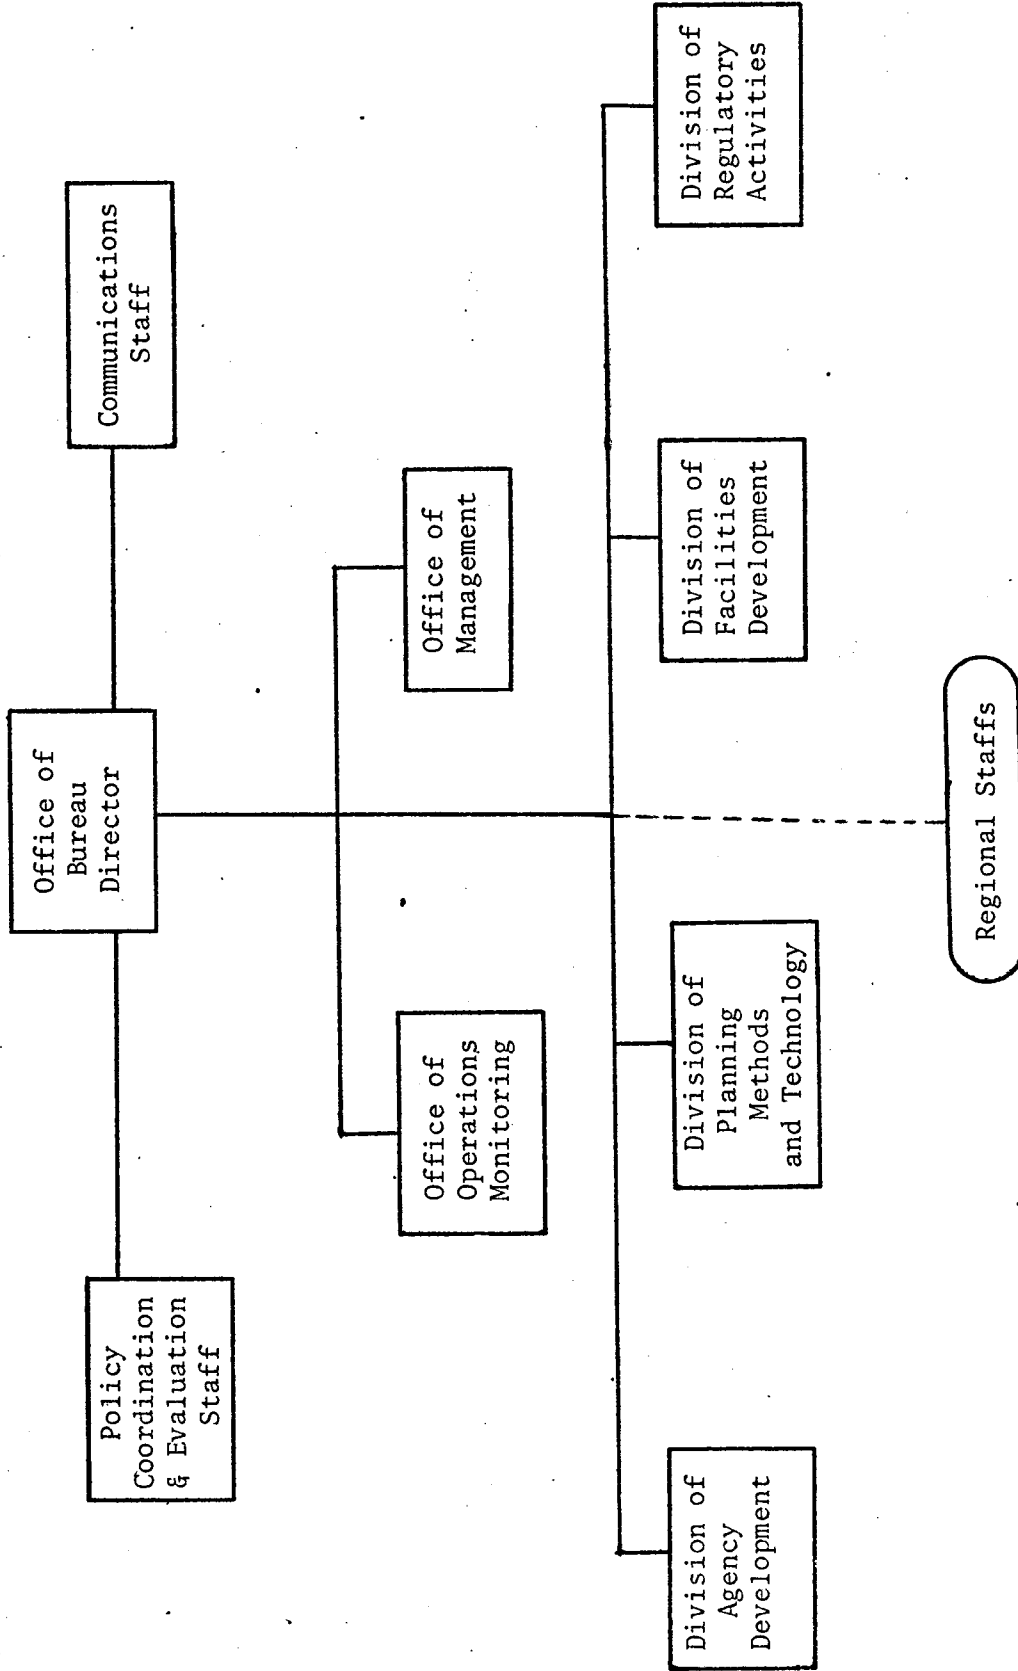 Office of
Bureau
Director
Policy
Coordination
& Evaluation
Staff
Communications
Staff
Office of
Operations
Monitoring
Office of
Management
Division of
Agency
Development
Division of
Planning
Methods
and Technology
Division of
Facilities
Development
Division of
Regulatory
Activities
Regional Staffs